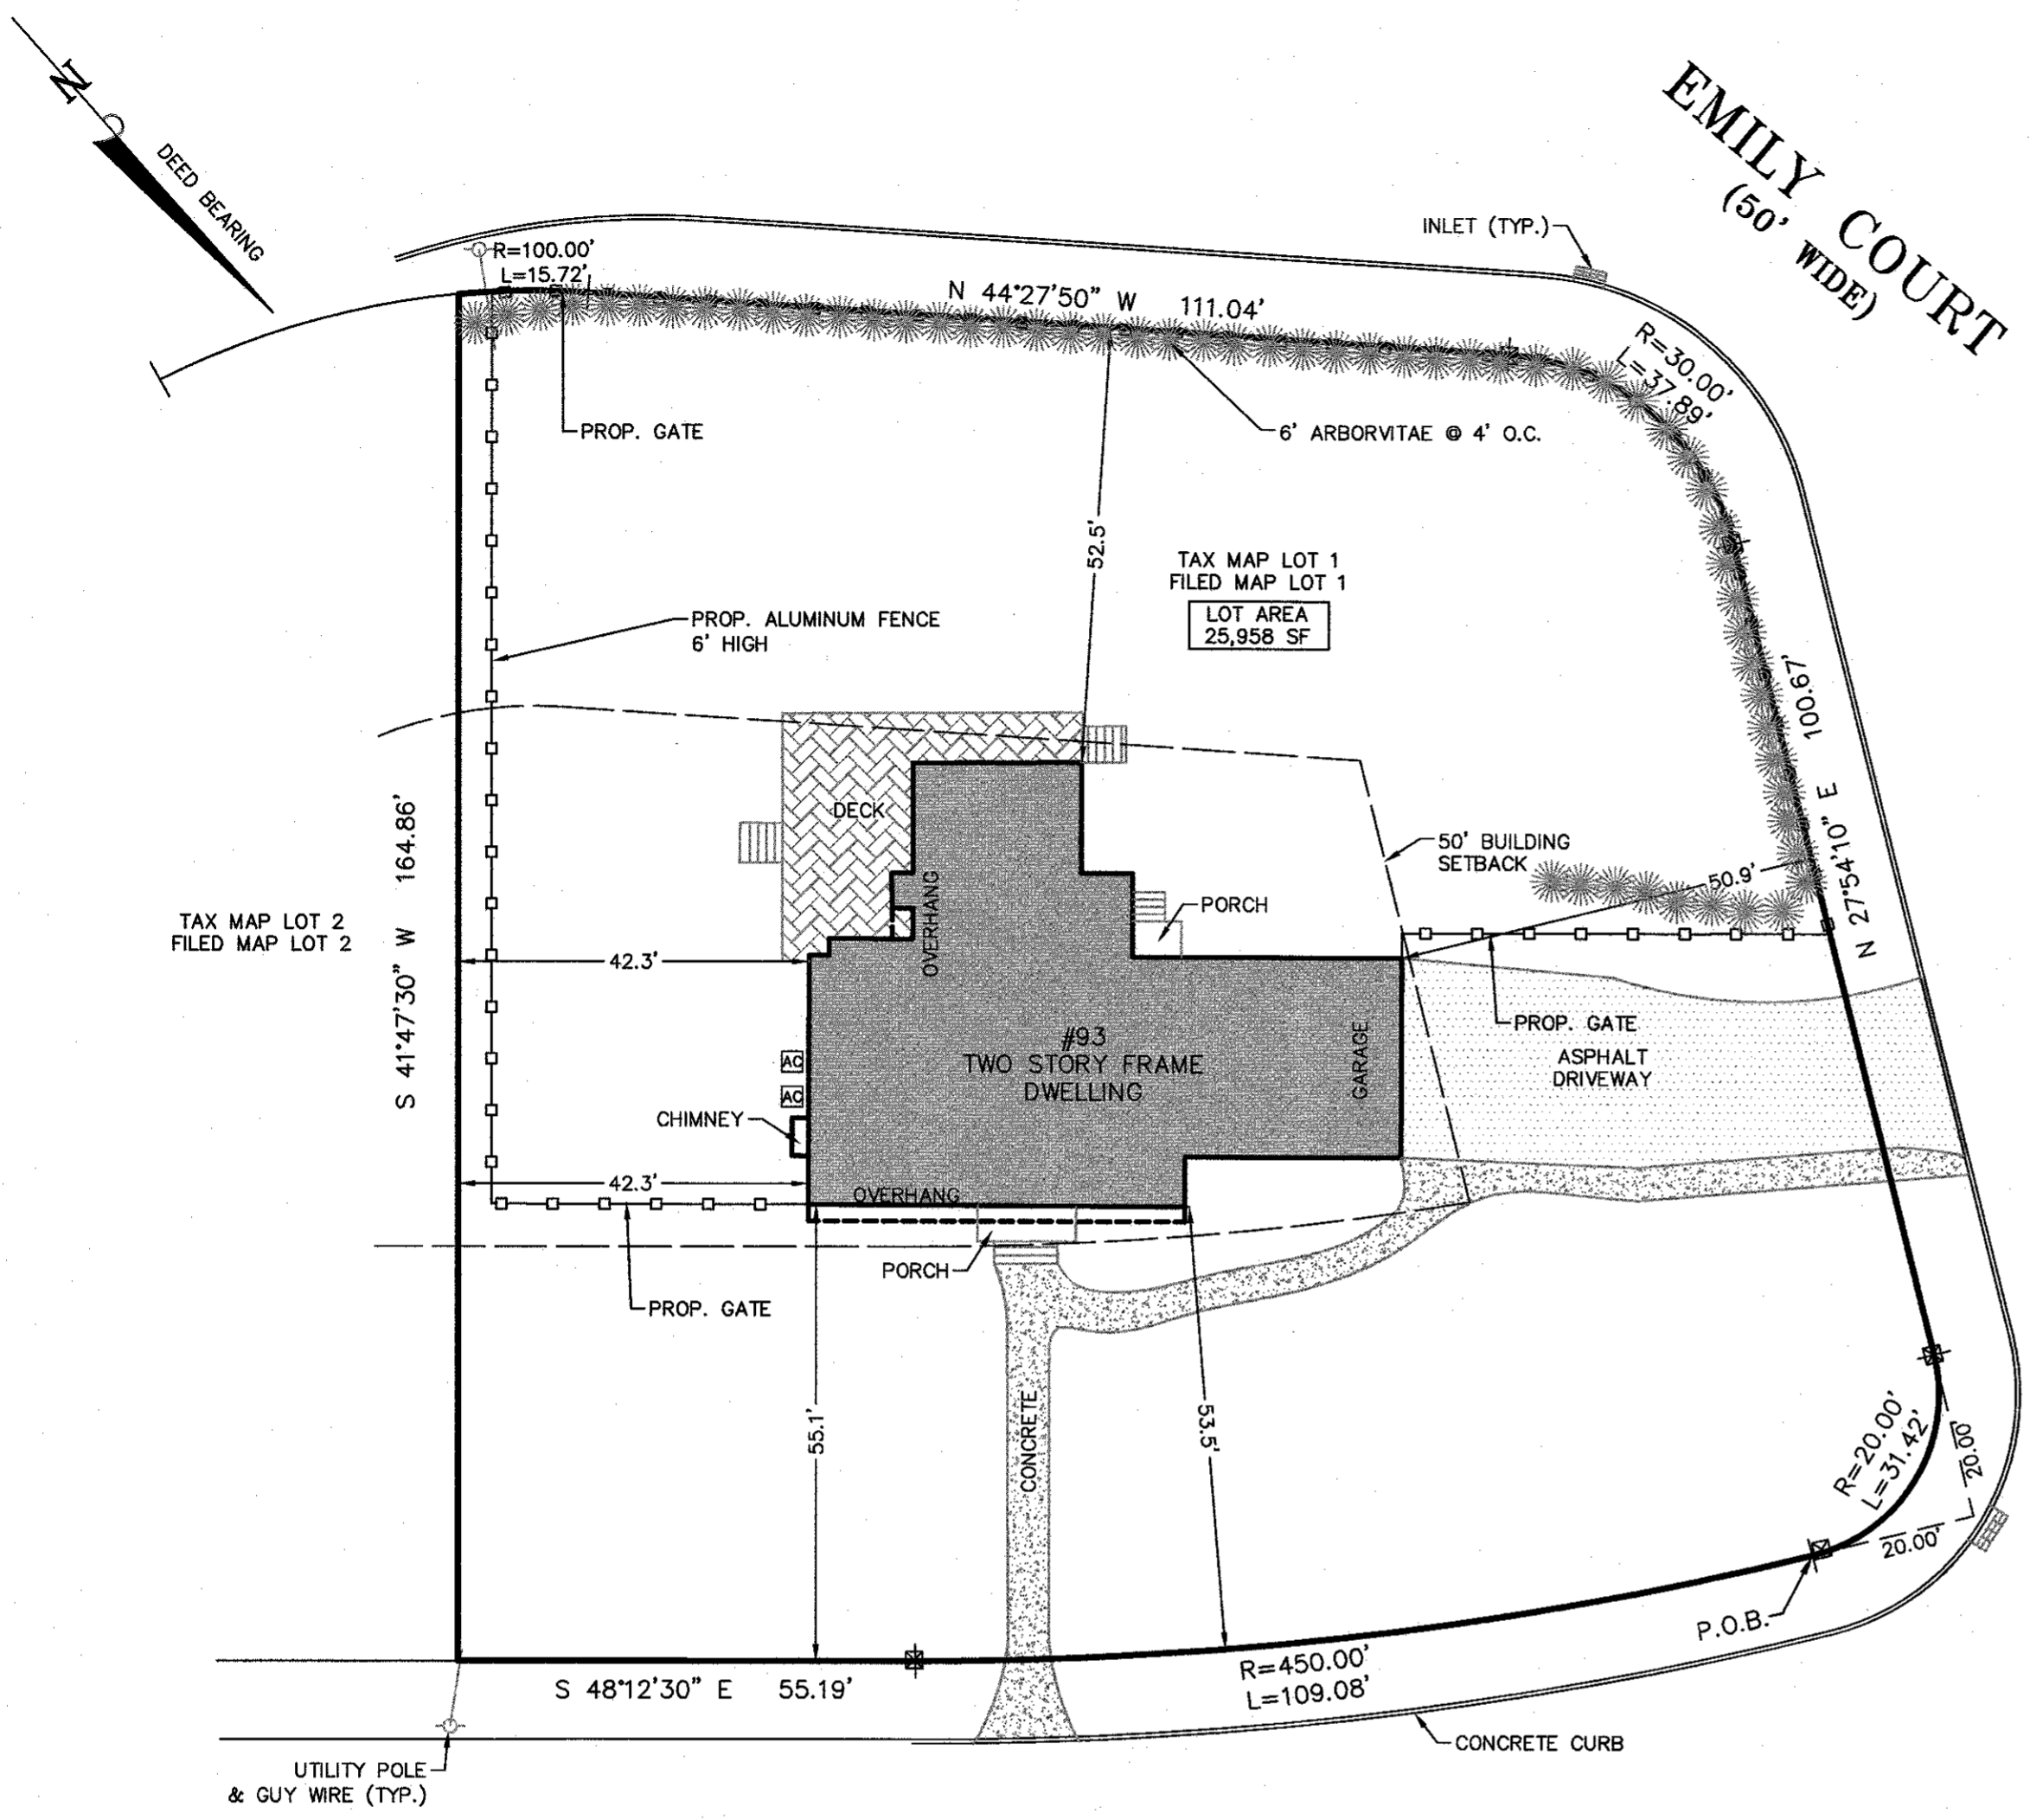 N
DEED BEARING
EMILY COURT
(50' WIDE)
INLET (TYP.)
R=100.00'
L=15.72'
N 44°27'50" W 111.04'
R=30.00'
L=37.89'
PROP. GATE
6' ARBORVITAE @ 4' O.C.
52.5'
TAX MAP LOT 1
FILED MAP LOT 1
LOT AREA
25,958 SF
PROP. ALUMINUM FENCE
6' HIGH
N 27°54'10" E 100.67'
S 41°47'30" W 164.86'
DECK
OVERHANG
50' BUILDING
SETBACK
50.9'
PORCH
TAX MAP LOT 2
FILED MAP LOT 2
42.3'
PROP. GATE
#93
TWO STORY FRAME
DWELLING
GARAGE
ASPHALT
DRIVEWAY
AC
AC
CHIMNEY
42.3'
OVERHANG
PORCH
PROP. GATE
55.1'
CONCRETE
53.5'
R=20.00'
L=31.42'
20.00'
20.00'
P.O.B.
S 48°12'30" E 55.19'
R=450.00'
L=109.08'
CONCRETE CURB
UTILITY POLE
& GUY WIRE (TYP.)